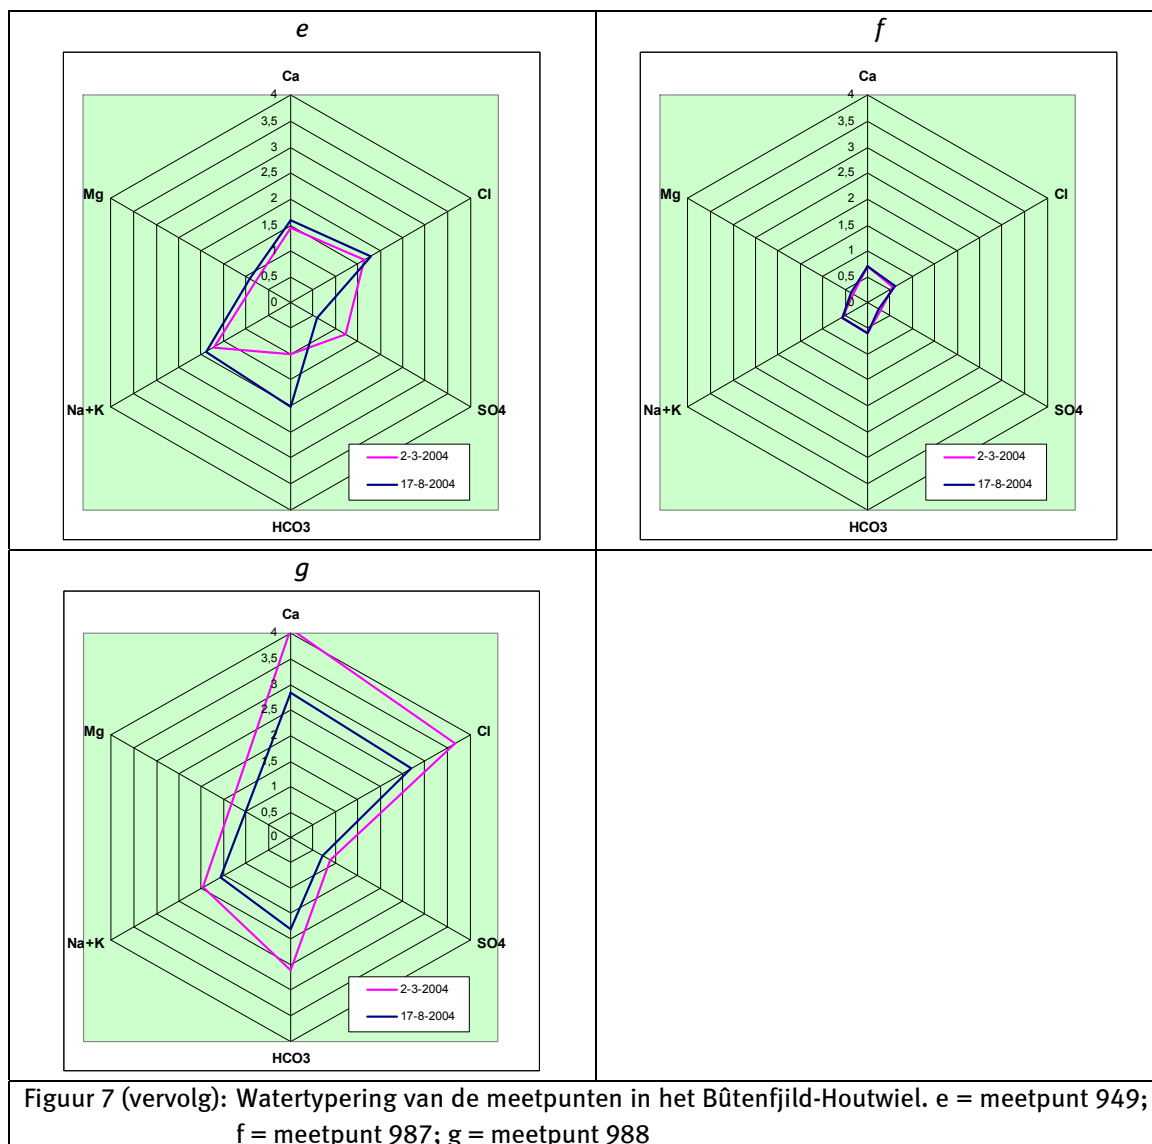 e
Ca
4
3,5
3
2,5
2
1,5
1
0,5
0
Mg
Cl
Na+K
SO4
HCO3
2-3-2004
17-8-2004
f
Ca
4
3,5
3
2,5
2
1,5
1
0,5
0
Mg
Cl
Na+K
SO4
HCO3
2-3-2004
17-8-2004
g
Ca
4
3,5
3
2,5
2
1,5
1
0,5
0
Mg
Cl
Na+K
SO4
HCO3
2-3-2004
17-8-2004
Figuur 7 (vervolg): Watertypering van de meetpunten in het Bûtenfjild-Houtwiel. e = meetpunt 949;
f = meetpunt 987; g = meetpunt 988